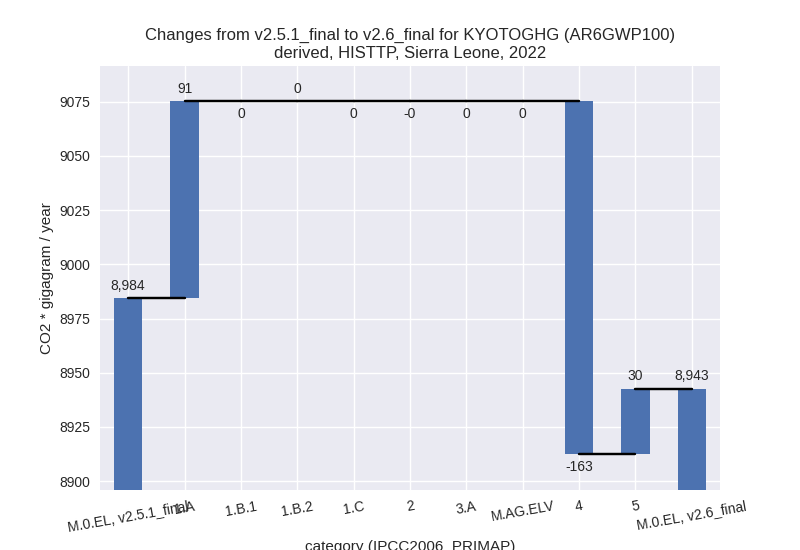 Changes from v2.5.1_final to v2.6_final for KYOTOGHG (AR6GWP100)
derived, HISTTP, Sierra Leone, 2022
CO2 * gigagram / year
9075
9050
9025
9000
8975
8950
8925
8900
8,984
91
0
0
0
-0
0
0
-163
30
8,943
M.0.EL, v2.5.1_final
1.A
1.B.1
1.B.2
1.C
2
3.A
M.AG.ELV
4
5
M.0.EL, v2.6_final
category (IPCC2006_PRIMAP)